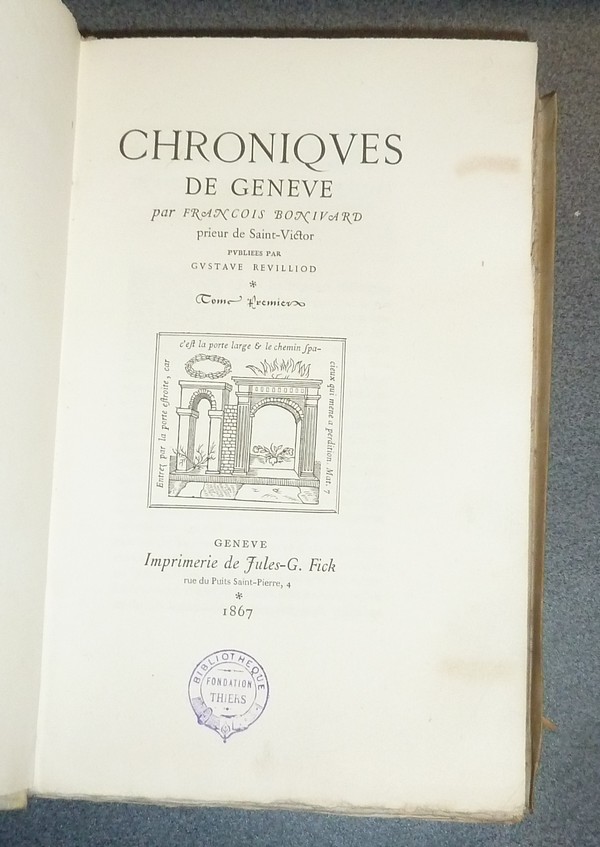 CHRONIQVES
DE GENEVE
par FRANCOIS BONIVARD
prieur de Saint-Victor
PVBLIEES PAR
GVSTAVE REVILLIOD
*
Tome Premier
Entrez par la porte estroite, car
c'eſt la porte large & le chemin ſpa-
cieux qui mene a perdition Mat. 7
GENEVE
Imprimerie de Jules-G. Fick
rue du Puits Saint-Pierre, 4
*
1867
BIBLIOTHEQUE
FONDATION
THIERS